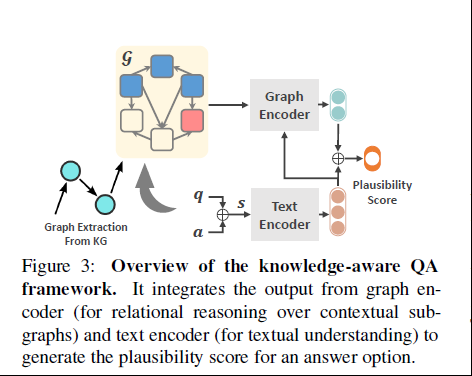 𝒢
Graph
Encoder
Plausibility
Score
q
s
a
Text
Encoder
Graph Extraction
From KG
Figure 3: Overview of the knowledge-aware QA
framework. It integrates the output from graph en-
coder (for relational reasoning over contextual sub-
graphs) and text encoder (for textual understanding) to
generate the plausibility score for an answer option.